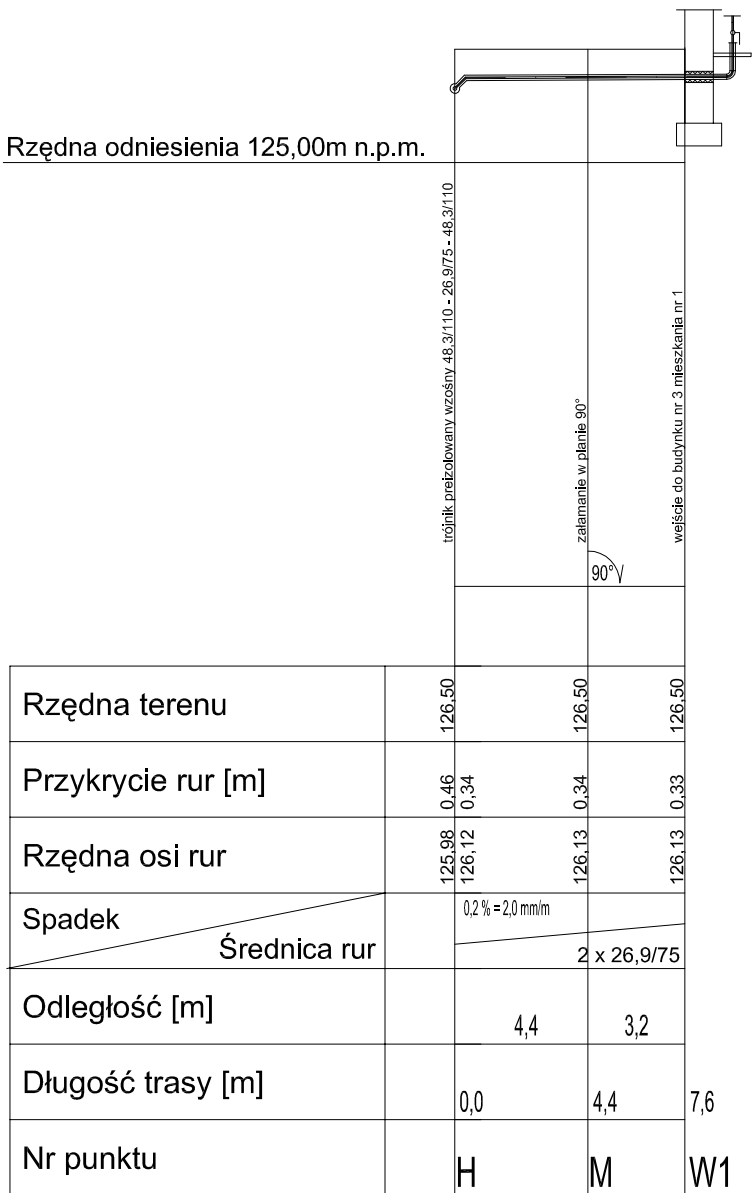 Rzędna odniesienia 125,00m n.p.m.
trójnik preizolowany wzośny 48,3/110 - 26,9/75 - 48,3/110
załamanie w planie 90°
wejście do budynku nr 3 mieszkania nr 1
90°
Rzędna terenu
126,50
126,50
126,50
Przykrycie rur [m]
0,46
0,34
0,34
0,33
Rzędna osi rur
125,98
126,12
126,13
126,13
Spadek
0,2 % = 2,0 mm/m
Średnica rur
2 x 26,9/75
Odległość [m]
4,4
3,2
Długość trasy [m]
0,0
4,4
7,6
Nr punktu
H
M
W1